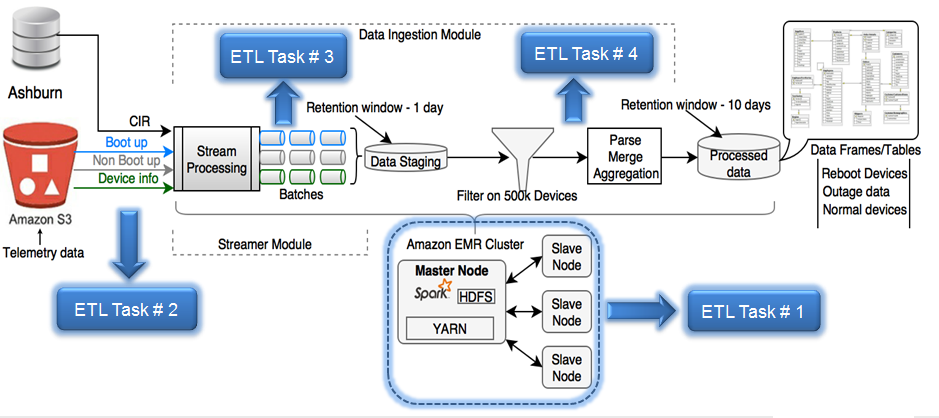 Data Ingestion Module
ETL Task # 3
ETL Task # 4
Ashburn
Retention window - 1 day
Retention window - 10 days
CIR
Boot up
Non Boot up
Device info
Stream
Processing
Batches
Data Staging
Filter on 500k Devices
Parse
Merge
Aggregation
Processed
data
Data Frames/Tables
Reboot Devices
Outage data
Normal devices
Amazon S3
Telemetry data
Streamer Module
Amazon EMR Cluster
Master Node
Spark
HDFS
YARN
Slave
Node
Slave
Node
Slave
Node
ETL Task # 2
ETL Task # 1